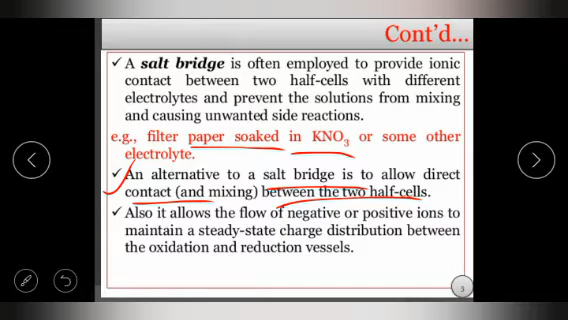 Cont'd...
✓ A salt bridge is often employed to provide ionic
contact between two half-cells with different
electrolytes and prevent the solutions from mixing
and causing unwanted side reactions.
e.g., filter paper soaked in KNO₃ or some other
electrolyte.
✓ An alternative to a salt bridge is to allow direct
contact (and mixing) between the two half-cells.
✓ Also it allows the flow of negative or positive ions to
maintain a steady-state charge distribution between
the oxidation and reduction vessels.
3